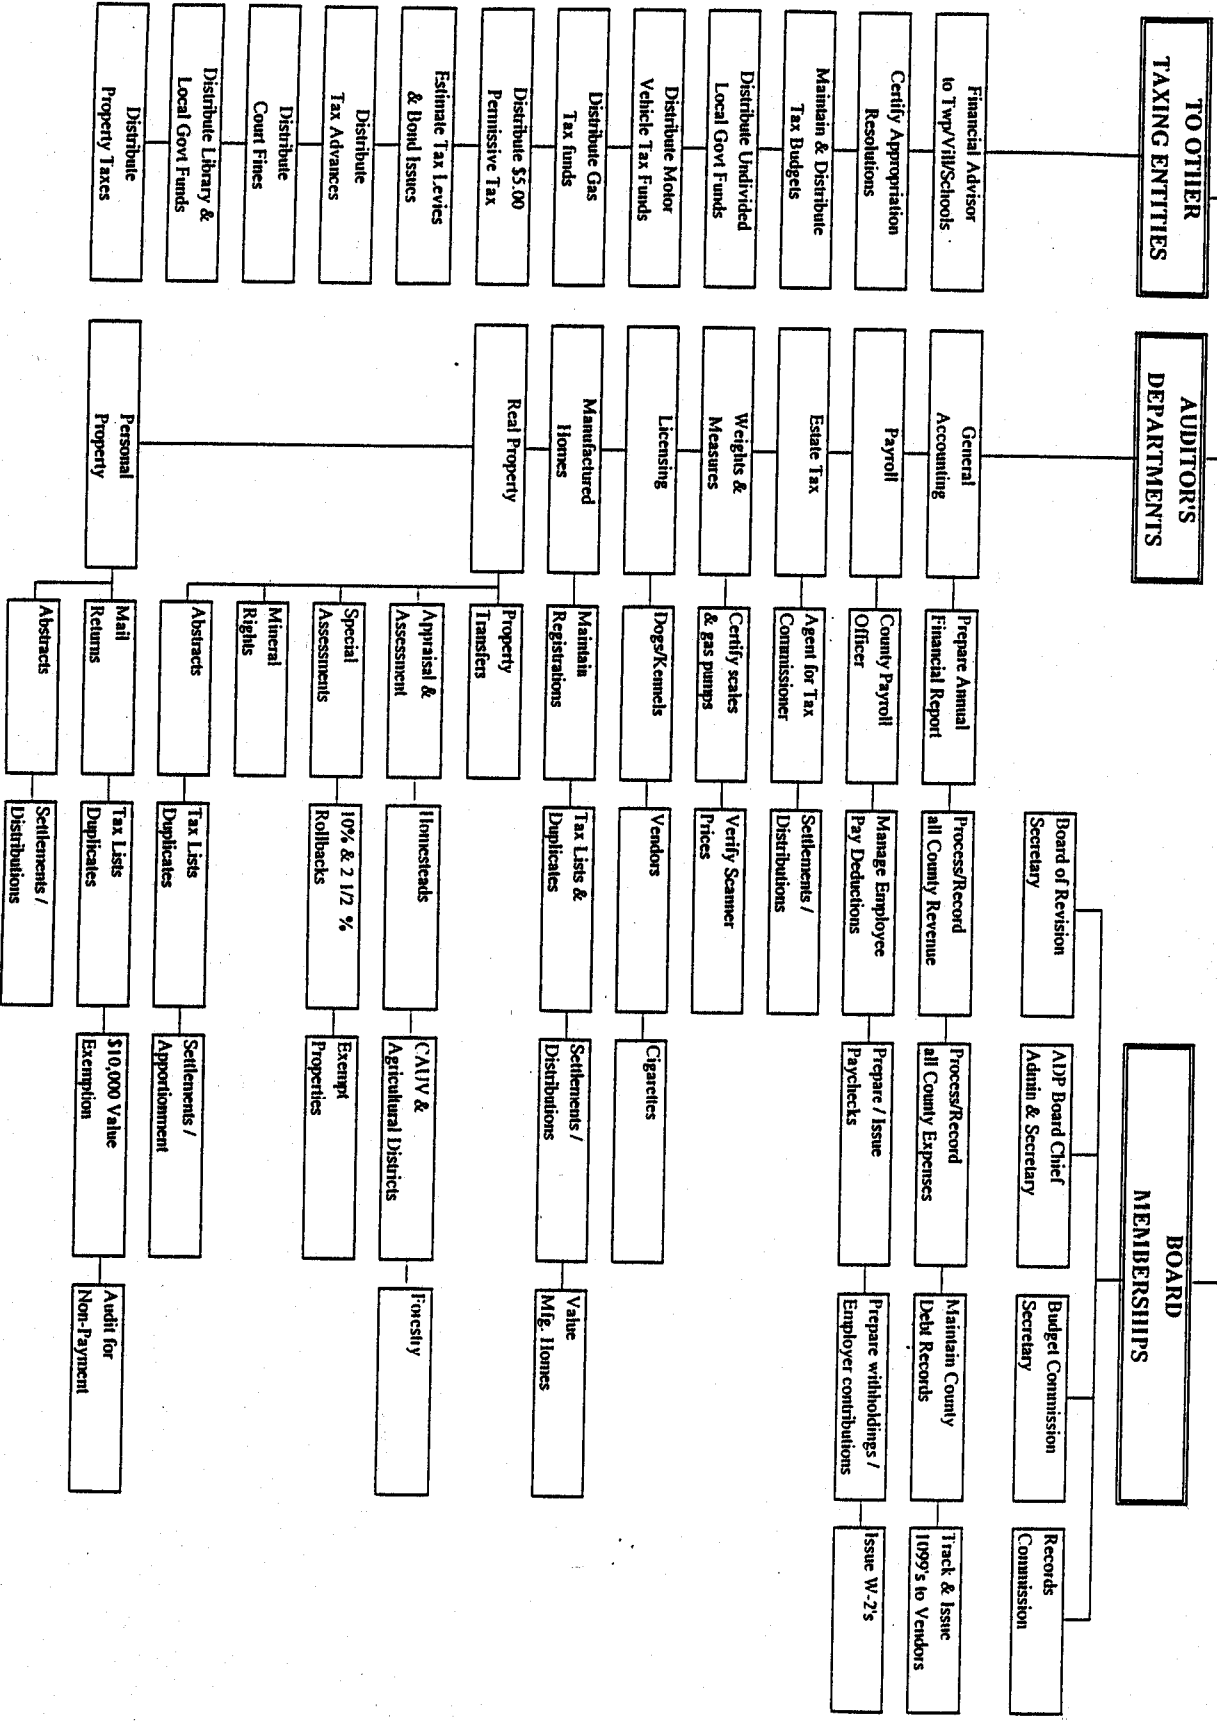 TO OTHER
TAXING ENTITIES
Financial Advisor
to Twp/Vill/Schools
Certify Appropriation
Resolutions
Maintain & Distribute
Tax Budgets
Distribute Undivided
Local Govt Funds
Distribute Motor
Vehicle Tax Funds
Distribute Gas
Tax funds
Distribute $5.00
Permissive Tax
Estimate Tax Levies
& Bond Issues
Distribute
Tax Advances
Distribute
Court Fines
Distribute Library &
Local Govt Funds
Distribute
Property Taxes
AUDITOR'S
DEPARTMENTS
General
Accounting
Prepare Annual
Financial Report
Process/Record
all County Revenue
Process/Record
all County Expenses
Maintain County
Debt Records
Track & Issue
1099's to Vendors
Payroll
County Payroll
Officer
Manage Employee
Pay Deductions
Prepare / Issue
Paychecks
Prepare withholdings /
Employer contributions
Issue W-2's
Estate Tax
Agent for Tax
Commissioner
Settlements /
Distributions
Weights &
Measures
Certify scales
& gas pumps
Verify Scanner
Prices
Licensing
Dogs/Kennels
Vendors
Cigarettes
Manufactured
Homes
Maintain
Registrations
Tax Lists &
Duplicates
Settlements /
Distributions
Value
Mfg. Homes
Real Property
Property
Transfers
Appraisal &
Assessment
Homesteads
CAUV &
Agricultural Districts
Forestry
Special
Assessments
10% & 2 1/2 %
Rollbacks
Exempt
Properties
Mineral
Rights
Abstracts
Tax Lists
Duplicates
Settlements /
Apportionment
Personal
Property
Mail
Returns
Tax Lists
Duplicates
$10,000 Value
Exemption
Audit for
Non-Payment
Abstracts
Settlements /
Distributions
BOARD
MEMBERSHIPS
Board of Revision
Secretary
ADP Board Chief
Admin & Secretary
Budget Commission
Secretary
Records
Commission